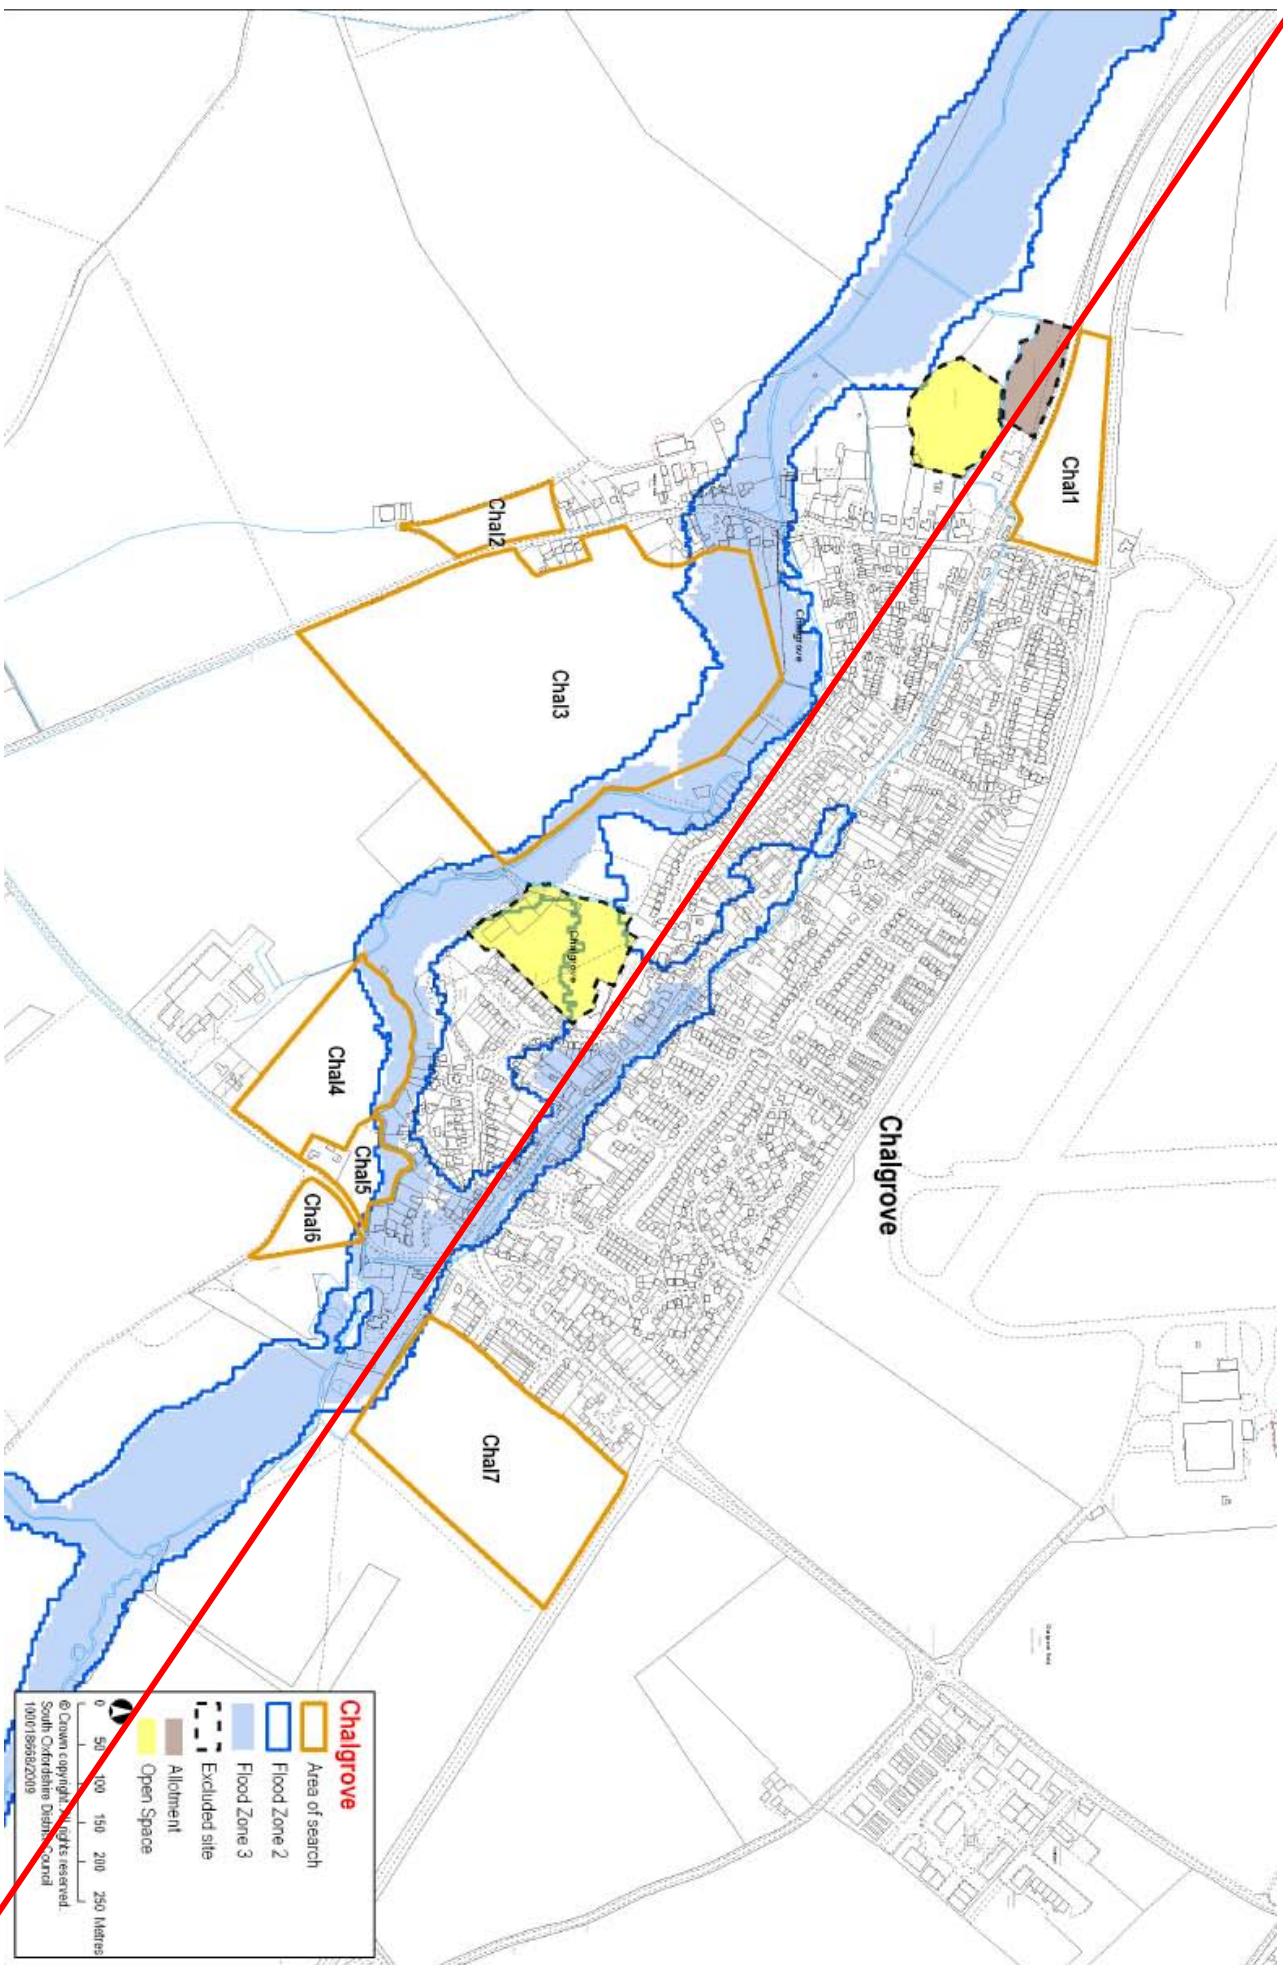 Chal1
Chal2
Chalgrove
Chal3
Chalgrove
Chalgrove
Chal4
Chal5
Chal6
Chal7
Chalgrove
Area of search
Flood Zone 2
Flood Zone 3
Excluded site
Allotment
Open Space
0 50 100 150 200 250 Metres
© Crown copyright. All rights reserved.
South Oxfordshire District Council
100018668/2009